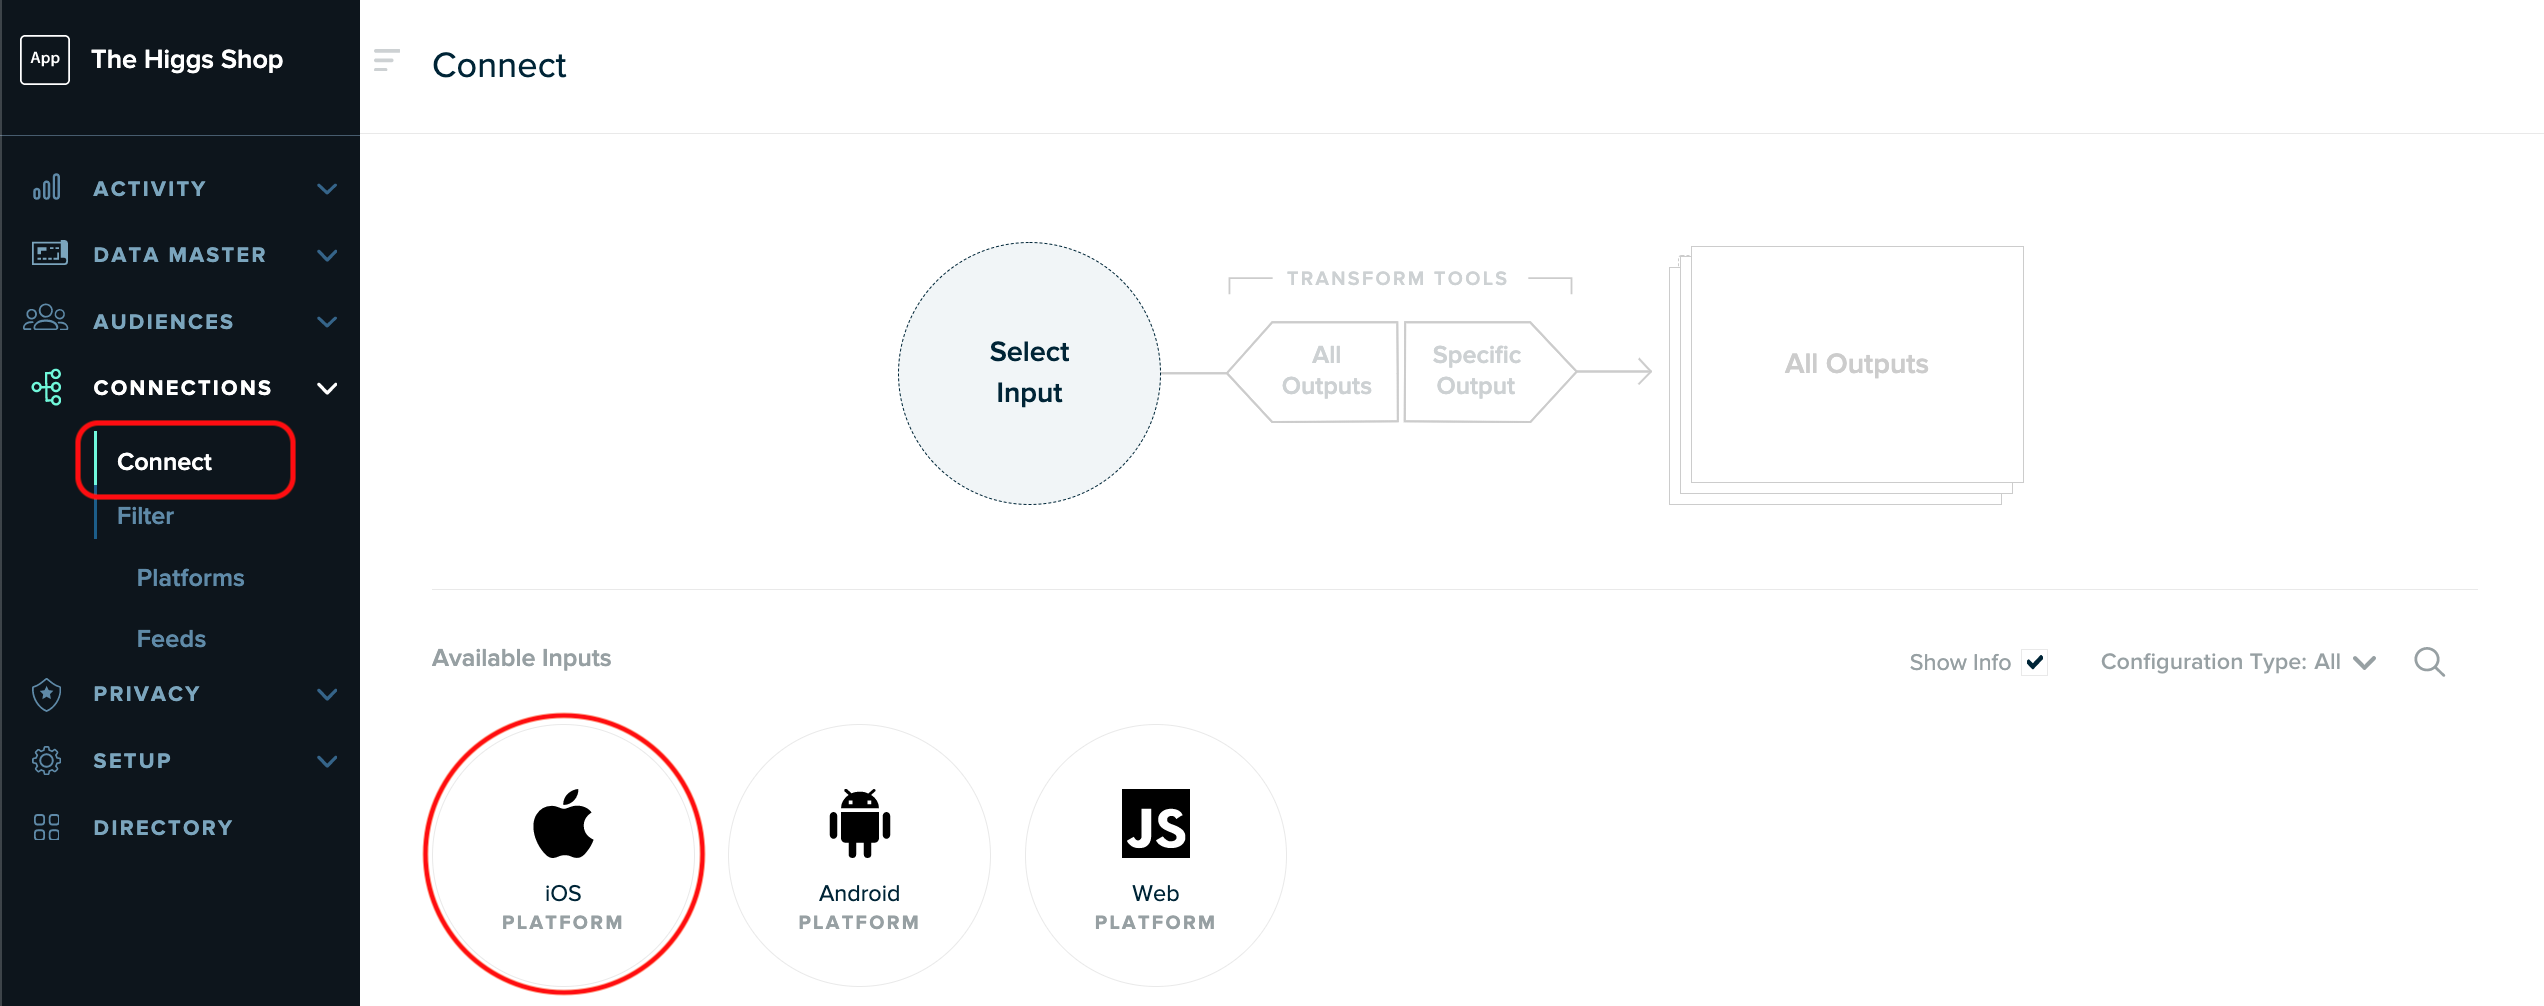 App
The Higgs Shop
ACTIVITY
DATA MASTER
AUDIENCES
CONNECTIONS
Connect
Filter
Platforms
Feeds
PRIVACY
SETUP
DIRECTORY
Connect
Select
Input
TRANSFORM TOOLS
All
Outputs
Specific
Output
All Outputs
Available Inputs
Show Info
Configuration Type: All
iOS
PLATFORM
Android
PLATFORM
JS
Web
PLATFORM